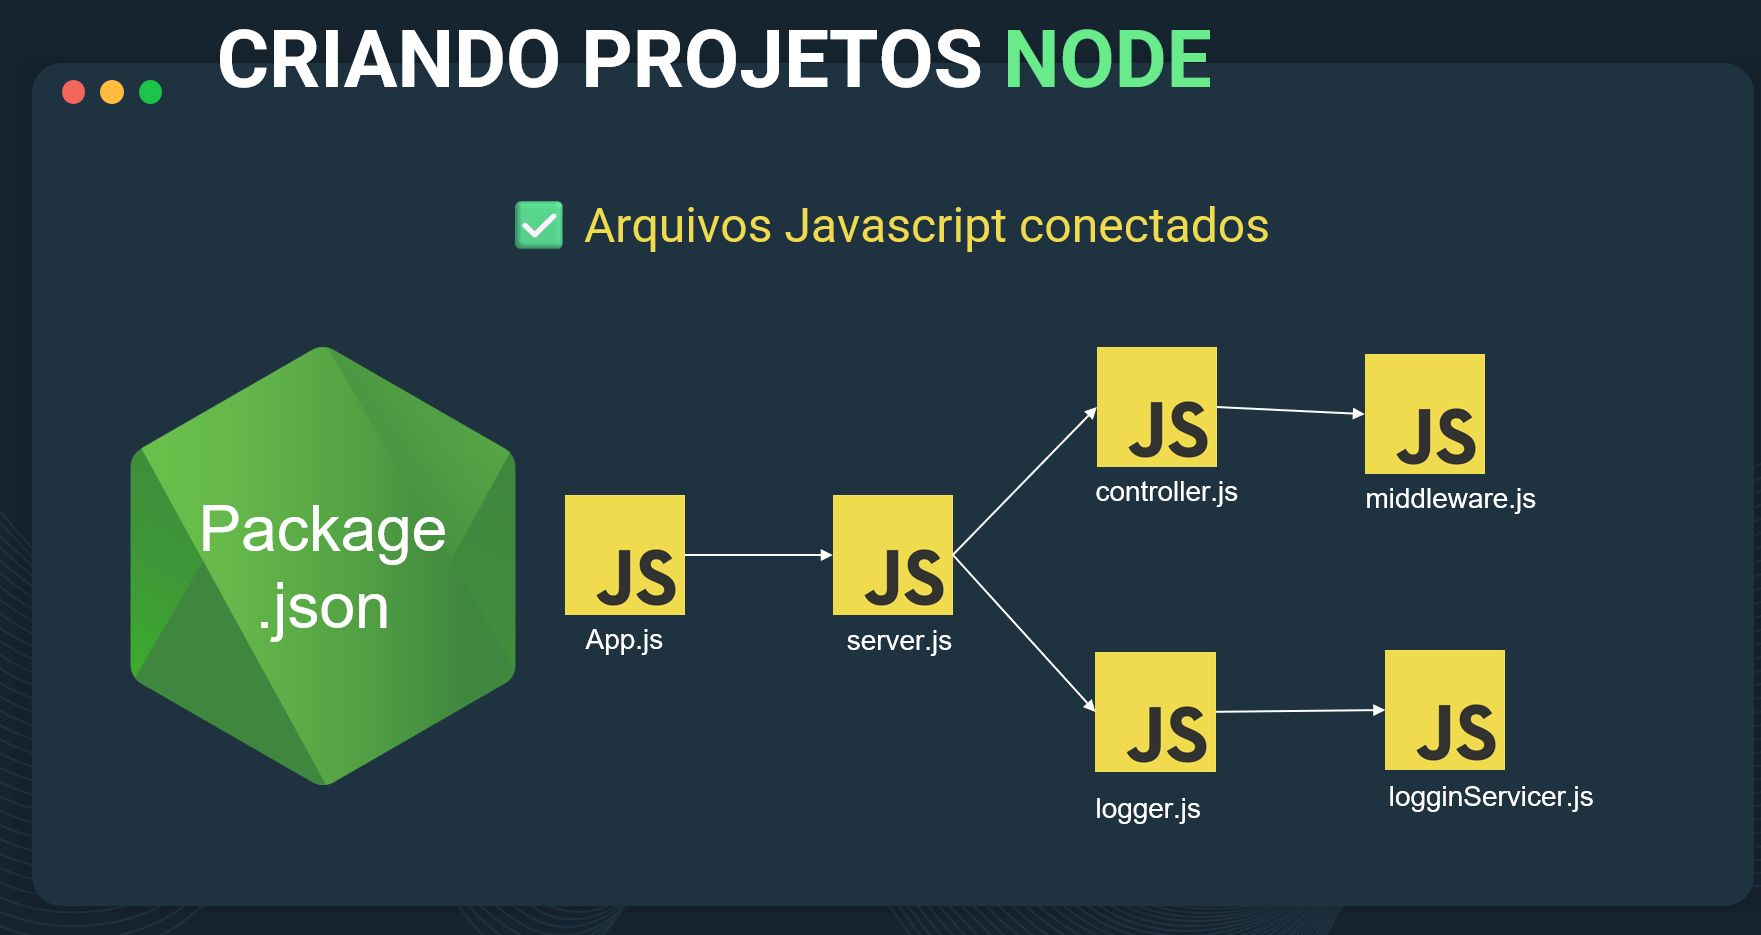 CRIANDO PROJETOS NODE
✅ Arquivos Javascript conectados
Package
.json
JS
App.js
JS
server.js
JS
controller.js
JS
middleware.js
JS
logger.js
JS
logginServicer.js